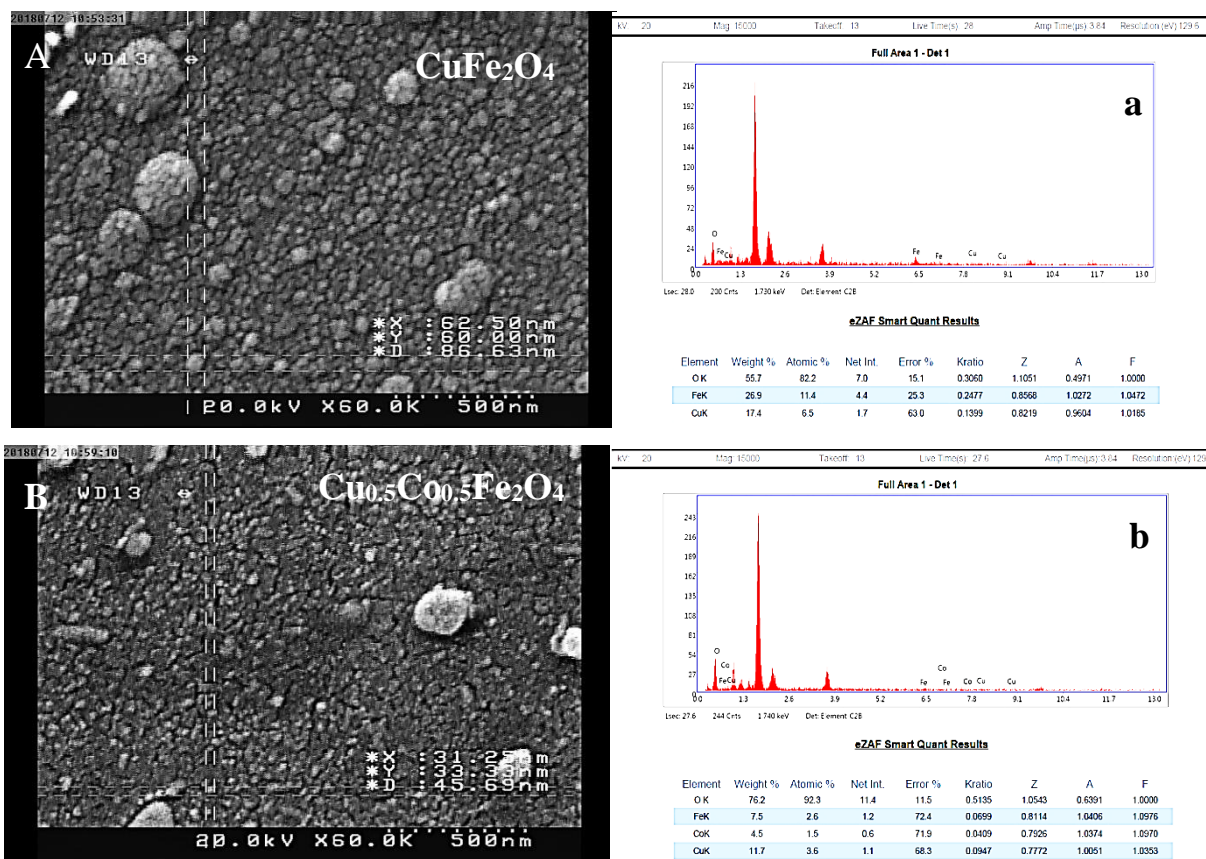 20180712 10:53:31
A
WD13
CuFe₂O₄
*X :62.50nm
*Y :60.00nm
*D :86.63nm
20.0kV X60.0K 500nm
kV: 20 Mag: 15000 Takeoff: 13 Live Time(s): 28 Amp Time(µs): 3.84 Resolution:(eV) 129.6
Full Area 1 - Det 1
a
216
192
168
144
120
96
72
48
24
0
O
Fe
Cu
Fe
Fe
Cu
Cu
0.0 1.3 2.6 3.9 5.2 6.5 7.8 9.1 10.4 11.7 13.0
Lsec: 28.0 200 Cnts 1.730 keV Det: Element-C2B
eZAF Smart Quant Results
Element Weight % Atomic % Net Int. Error % Kratio Z A F
O K 55.7 82.2 7.0 15.1 0.3060 1.1051 0.4971 1.0000
FeK 26.9 11.4 4.4 25.3 0.2477 0.8568 1.0272 1.0472
CuK 17.4 6.5 1.7 63.0 0.1399 0.8219 0.9604 1.0185
20180712 10:59:10
B
WD13
Cu₀.₅Co₀.₅Fe₂O₄
*X :31.25nm
*Y :33.33nm
*D :45.69nm
20.0kV X60.0K 500nm
kV: 20 Mag: 15000 Takeoff: 13 Live Time(s): 27.6 Amp Time(µs): 3.84 Resolution:(eV) 129
Full Area 1 - Det 1
b
243
216
189
162
135
108
81
54
27
0
O
Co
Fe
Cu
Co
Fe
Fe
Co
Cu
Cu
0.0 1.3 2.6 3.9 5.2 6.5 7.8 9.1 10.4 11.7 13.0
Lsec: 27.6 244 Cnts 1.740 keV Det: Element-C2B
eZAF Smart Quant Results
Element Weight % Atomic % Net Int. Error % Kratio Z A F
O K 76.2 92.3 11.4 11.5 0.5135 1.0543 0.6391 1.0000
FeK 7.5 2.6 1.2 72.4 0.0699 0.8114 1.0406 1.0976
CoK 4.5 1.5 0.6 71.9 0.0409 0.7926 1.0374 1.0970
CuK 11.7 3.6 1.1 68.3 0.0947 0.7772 1.0051 1.0353